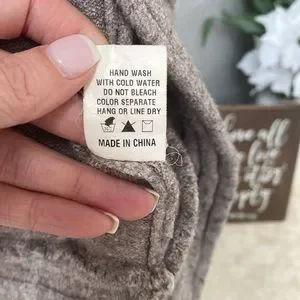 HAND WASH
WITH COLD WATER
DO NOT BLEACH
COLOR SEPARATE
HANG OR LINE DRY
MADE IN CHINA